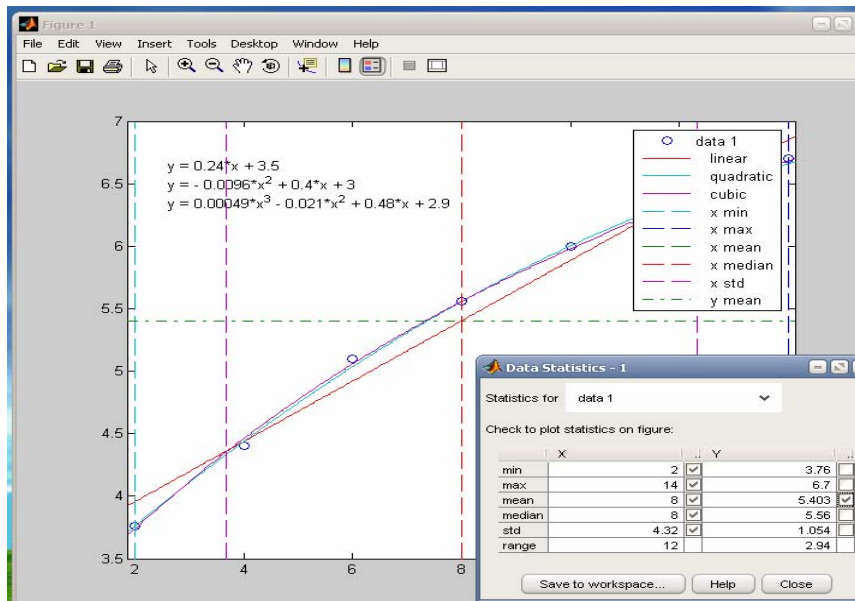 Figure 1
File Edit View Insert Tools Desktop Window Help
7
6.5
6
5.5
5
4.5
4
3.5
2 4 6 8
y = 0.24*x + 3.5
y = - 0.0096*x² + 0.4*x + 3
y = 0.00049*x³ - 0.021*x² + 0.48*x + 2.9
data 1
linear
quadratic
cubic
x min
x max
x mean
x median
x std
y mean
Data Statistics - 1
Statistics for data 1
Check to plot statistics on figure:
X .. Y ..
min 2 3.76
max 14 6.7
mean 8 5.403
median 8 5.56
std 4.32 1.054
range 12 2.94
Save to workspace... Help Close